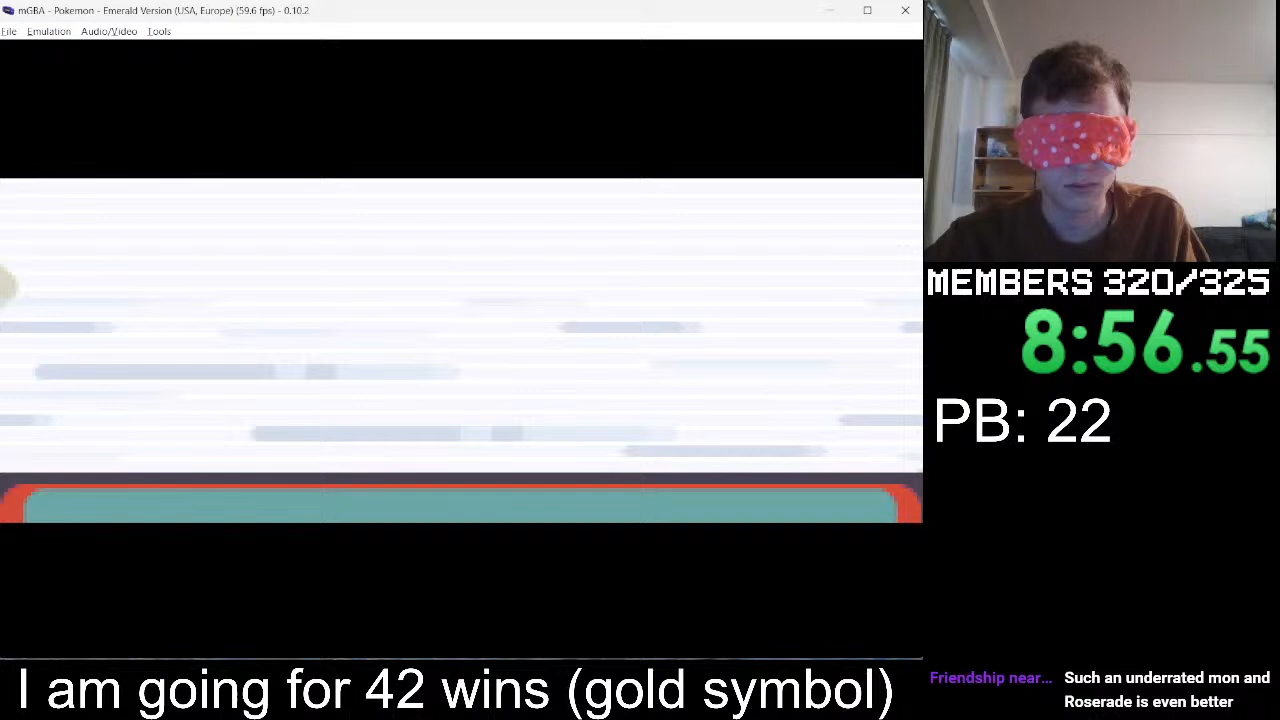 mGBA - Pokemon - Emerald Version (USA, Europe) (59.6 fps) - 0.10.2
File Emulation Audio/Video Tools
MEMBERS 320/325
8:56.55
PB: 22
I am going for 42 wins (gold symbol)
Friendship near... Such an underrated mon and
Roserade is even better